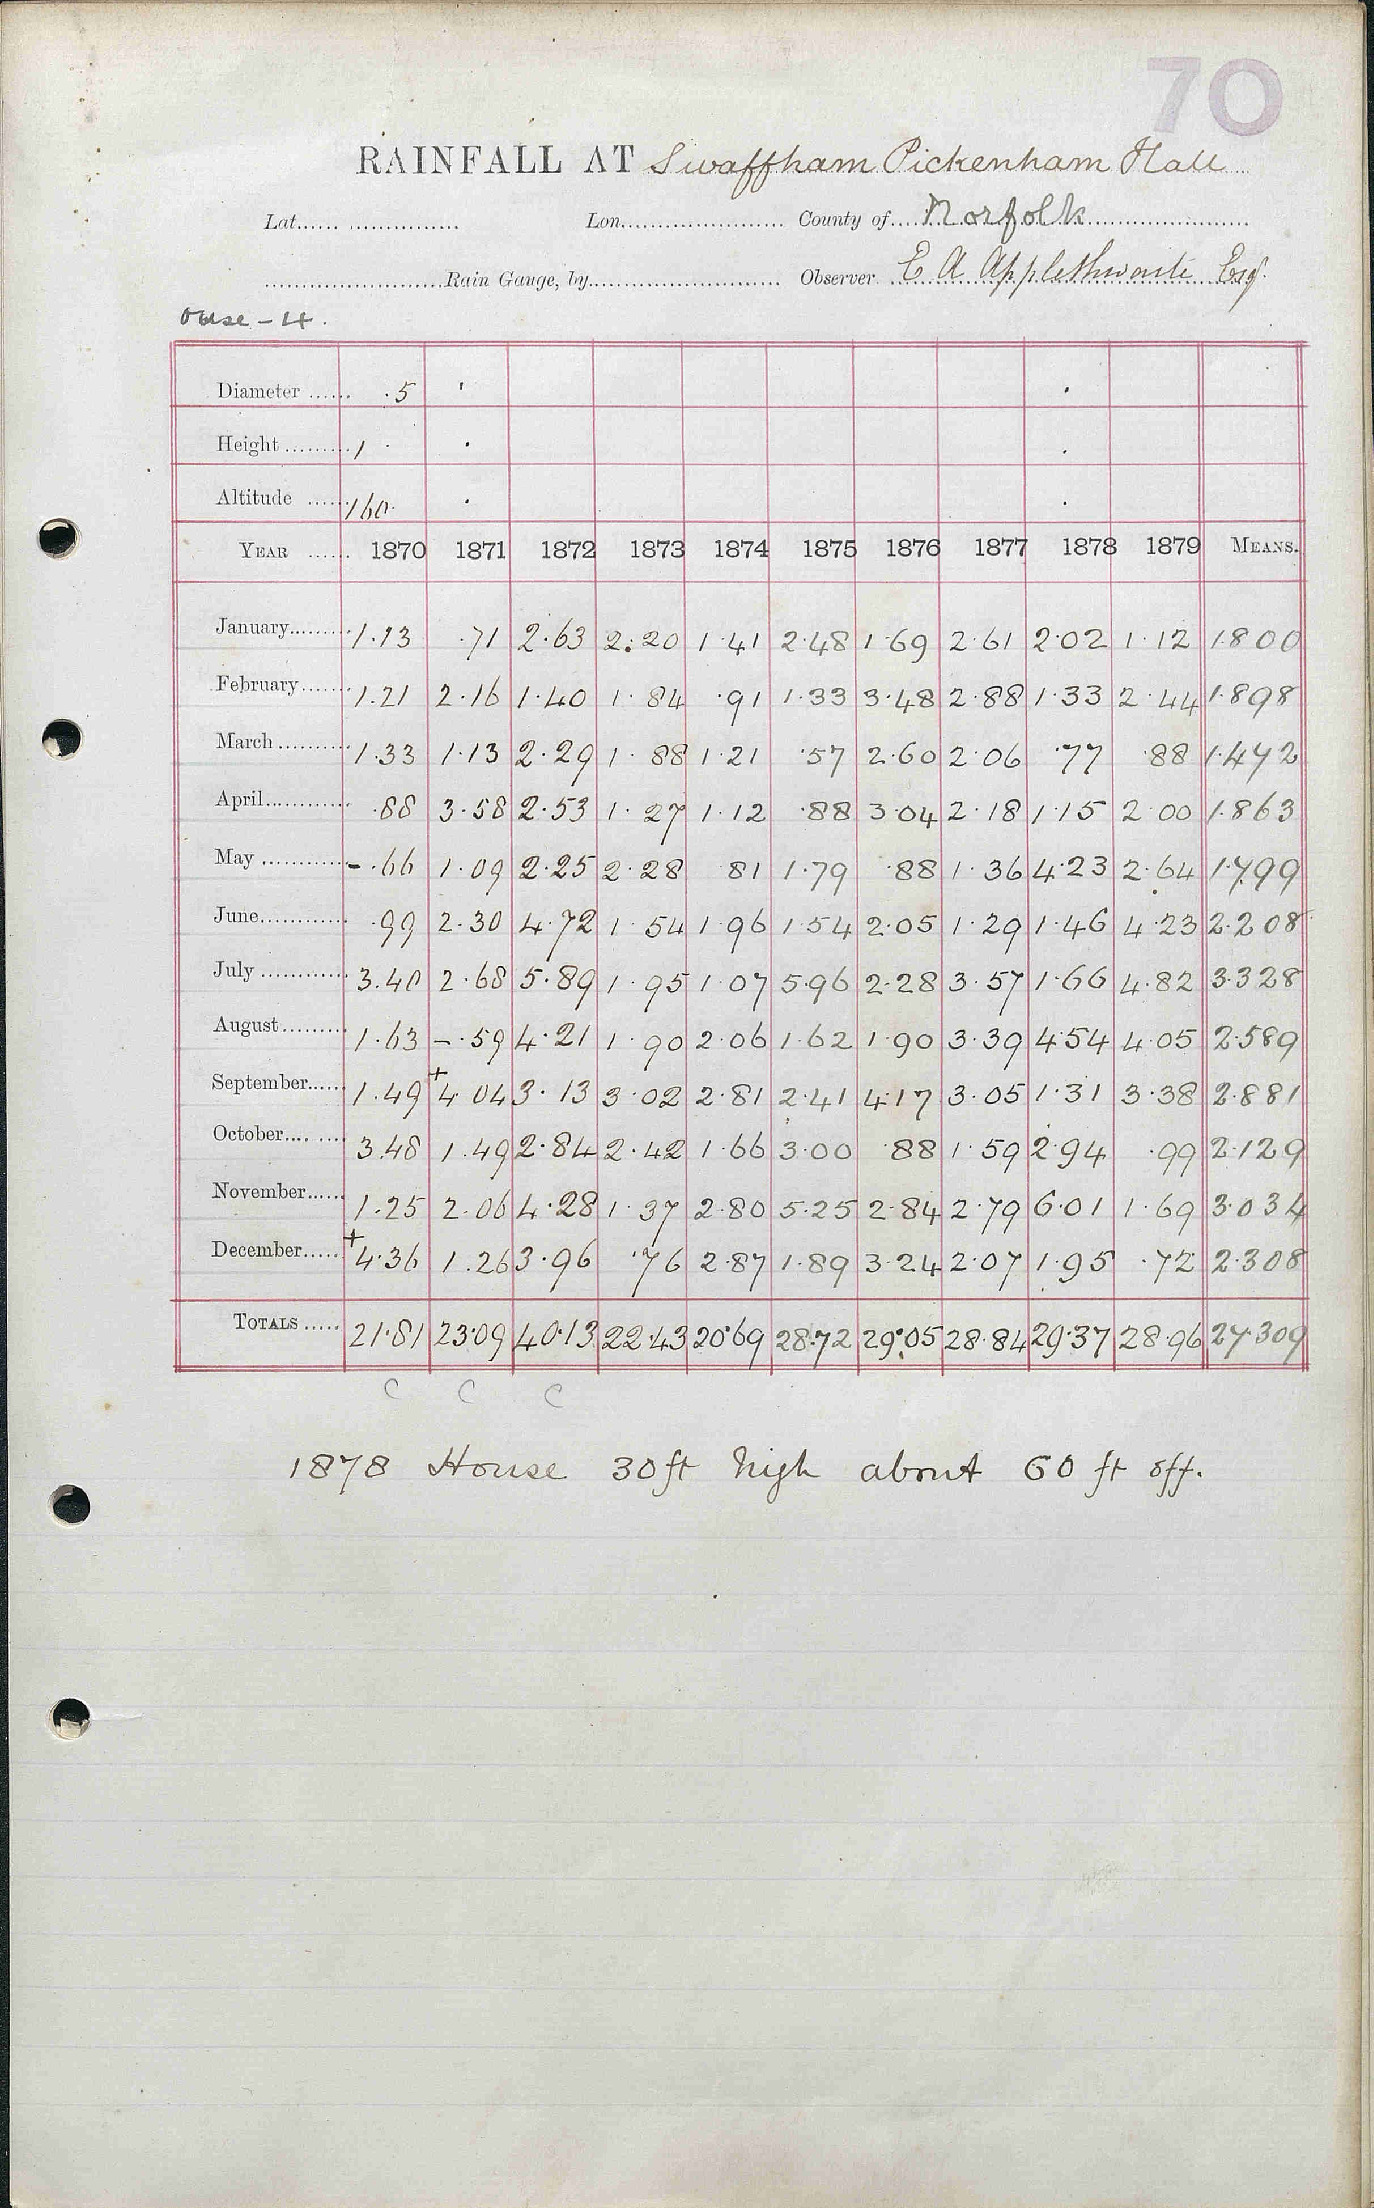 70
RAINFALL AT Swaffham Pickenham Hall
Lat. Lon. County of Norfolk
Rain Gauge, by Observer E A Applethwaite Esq.
Ouse - 4.
Diameter .5
Height 1
Altitude 160
YEAR 1870 1871 1872 1873 1874 1875 1876 1877 1878 1879 MEANS.
January 1.13 .71 2.63 2.20 1.41 2.48 1.69 2.61 2.02 1.12 1.800
February 1.21 2.16 1.40 1.84 .91 1.33 3.48 2.88 1.33 2.44 1.898
March 1.33 1.13 2.29 1.88 1.21 .57 2.60 2.06 .77 .88 1.472
April .88 3.58 2.53 1.27 1.12 .88 3.04 2.18 1.15 2.00 1.863
May -.66 1.09 2.25 2.28 81 1.79 .88 1.36 4.23 2.64 1.799
June .99 2.30 4.72 1.54 1.96 1.54 2.05 1.29 1.46 4.23 2.208
July 3.40 2.68 5.89 1.95 1.07 5.96 2.28 3.57 1.66 4.82 3.328
August 1.63 -.59 4.21 1.90 2.06 1.62 1.90 3.39 4.54 4.05 2.589
September 1.49 +4.04 3.13 3.02 2.81 2.41 4.17 3.05 1.31 3.38 2.881
October 3.48 1.49 2.84 2.42 1.66 3.00 .88 1.59 2.94 .99 2.129
November 1.25 2.06 4.28 1.37 2.80 5.25 2.84 2.79 6.01 1.69 3.034
December +4.36 1.26 3.96 .76 2.87 1.89 3.24 2.07 1.95 .72 2.308
TOTALS 21.81 23.09 40.13 22.43 20.69 28.72 29.05 28.84 29.37 28.96 27.309
C C C
1878 House 30ft high about 60 ft off.